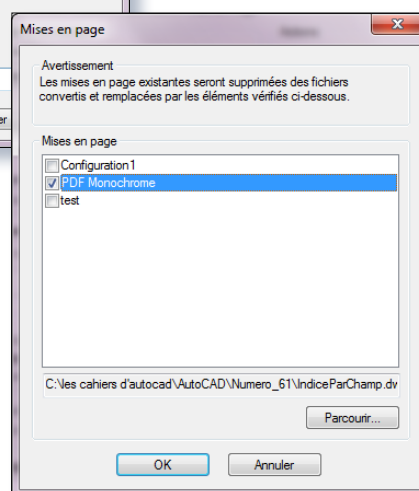 Mises en page
Avertissement
Les mises en page existantes seront supprimées des fichiers
convertis et remplacées par les éléments vérifiés ci-dessous.
er
Mises en page
Configuration1
PDF Monochrome
test
C:\les cahiers d'autocad\AutoCAD\Numero_61\IndiceParChamp.dv
Parcourir...
OK
Annuler